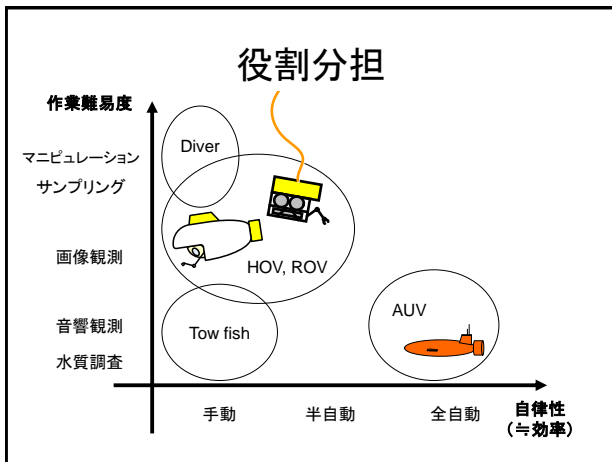 役割分担
作業難易度
マニピュレーション
サンプリング
画像観測
音響観測
水質調査
Diver
HOV, ROV
Tow fish
AUV
手動
半自動
全自動
自律性
(≒効率)